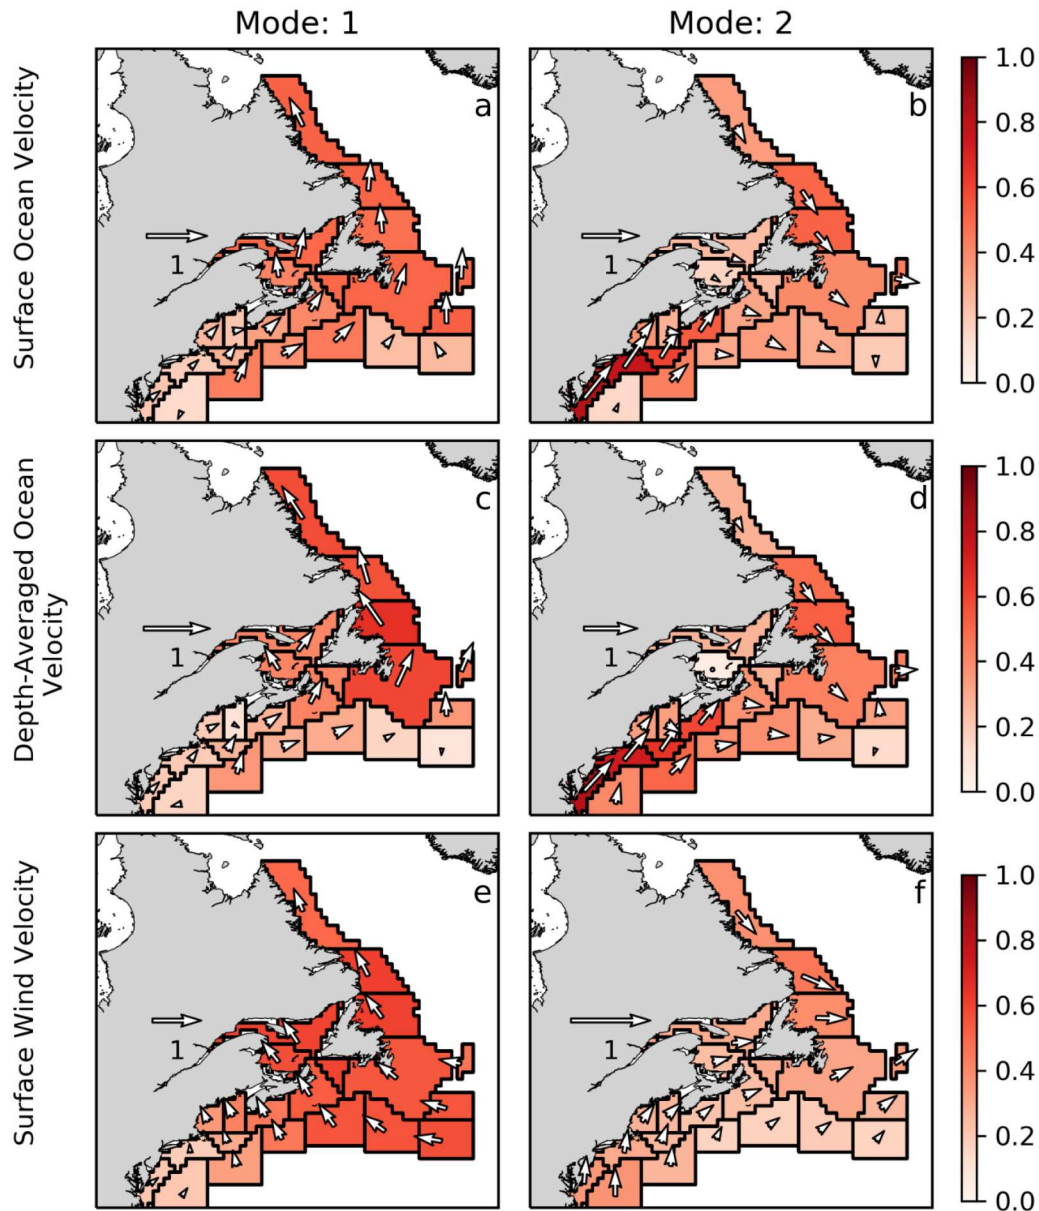 Mode: 1
Mode: 2
Surface Ocean Velocity
a
1
b
1
1.0
0.8
0.6
0.4
0.2
0.0
Depth-Averaged Ocean
Velocity
c
1
d
1
1.0
0.8
0.6
0.4
0.2
0.0
Surface Wind Velocity
e
1
f
1
1.0
0.8
0.6
0.4
0.2
0.0